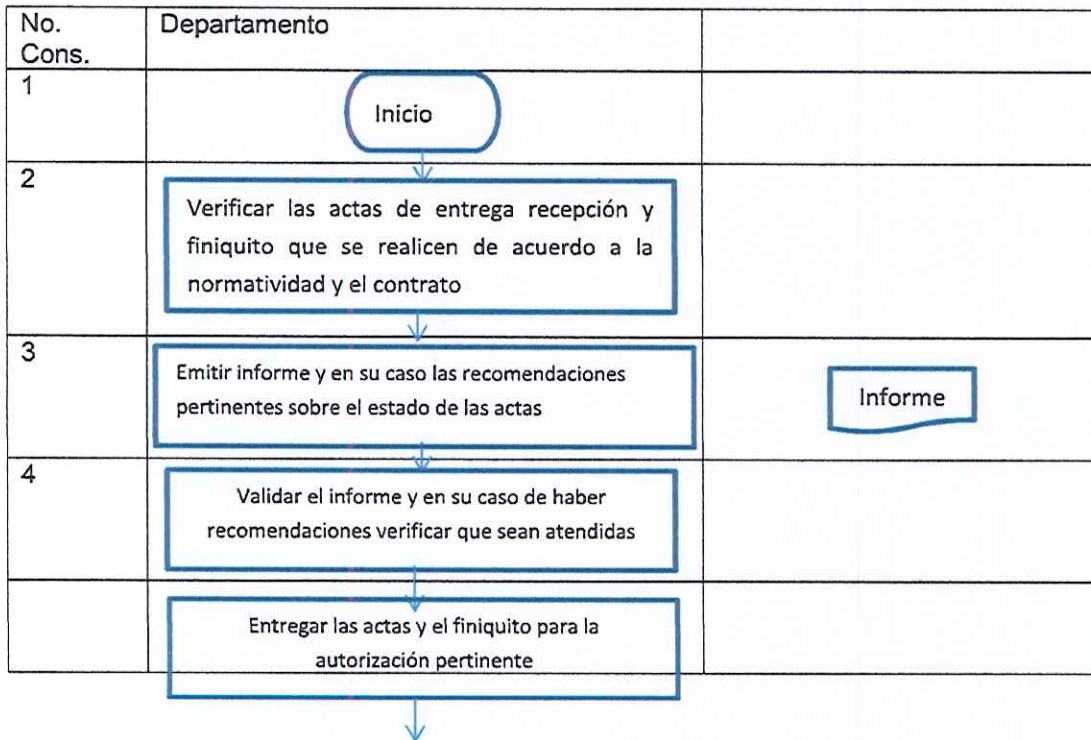 No.
Cons.
Departamento
1
Inicio
2
Verificar las actas de entrega recepción y
finiquito que se realicen de acuerdo a la
normatividad y el contrato
3
Emitir informe y en su caso las recomendaciones
pertinentes sobre el estado de las actas
Informe
4
Validar el informe y en su caso de haber
recomendaciones verificar que sean atendidas
Entregar las actas y el finiquito para la
autorización pertinente